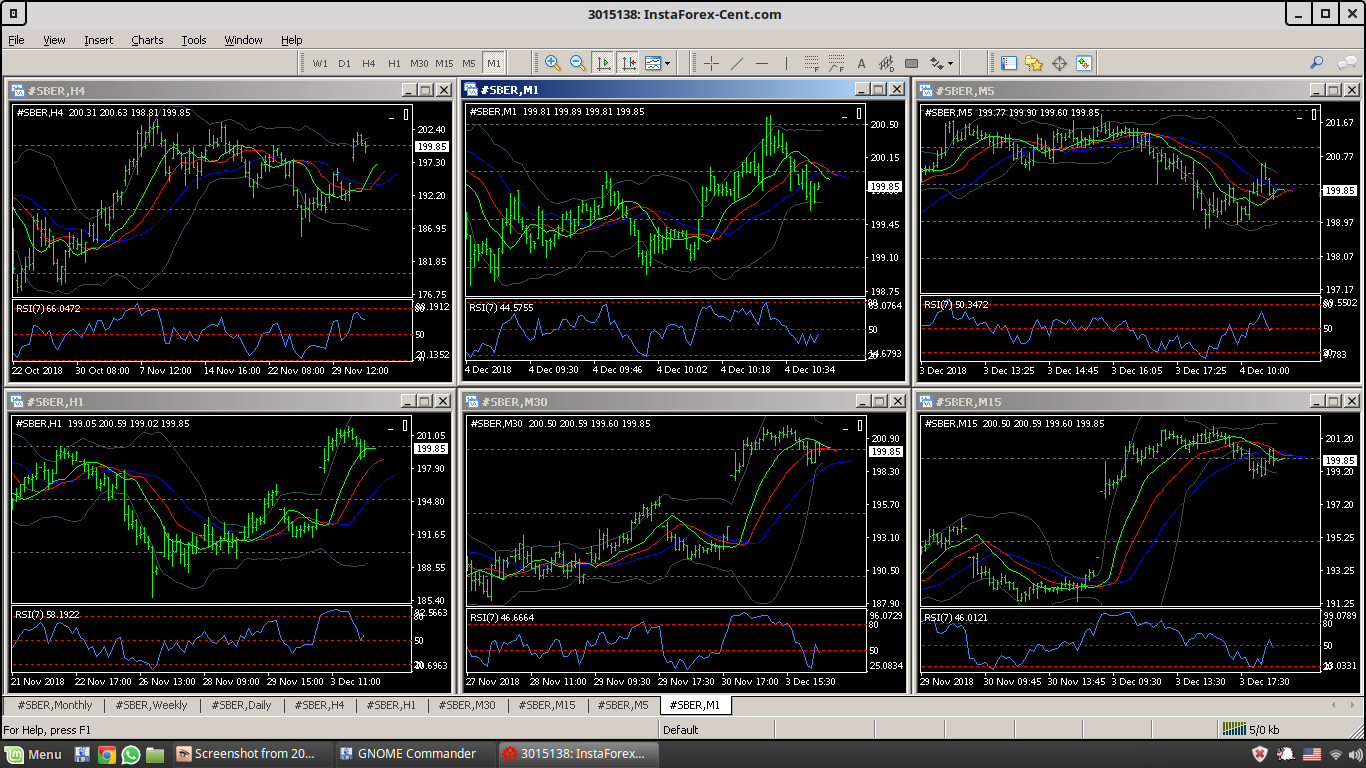 3015138: InstaForex-Cent.com
File View Insert Charts Tools Window Help
W1 D1 H4 H1 M30 M15 M5 M1
#SBER,H4
#SBER,H4 200.31 200.63 198.81 199.85
202.40
199.85
197.30
192.20
186.95
181.85
176.75
RSI(7) 66.0472
80
50
20.1352
22 Oct 2018 30 Oct 08:00 7 Nov 12:00 14 Nov 16:00 22 Nov 08:00 29 Nov 12:00
#SBER,M1
#SBER,M1 199.81 199.89 199.81 199.85
200.50
200.15
199.85
199.45
199.10
198.75
RSI(7) 44.5755
50
4 Dec 2018 4 Dec 09:30 4 Dec 09:46 4 Dec 10:02 4 Dec 10:18 4 Dec 10:34
#SBER,M5
#SBER,M5 199.77 199.90 199.60 199.85
201.67
200.77
199.85
198.97
198.07
197.17
RSI(7) 50.3472
50
3 Dec 2018 3 Dec 13:25 3 Dec 14:45 3 Dec 16:05 3 Dec 17:25 4 Dec 10:00
#SBER,H1
#SBER,H1 199.05 200.59 199.02 199.85
201.05
199.85
197.90
194.80
191.65
188.55
185.40
RSI(7) 58.1922
80
50
21 Nov 2018 22 Nov 17:00 26 Nov 13:00 28 Nov 09:00 29 Nov 15:00 3 Dec 11:00
#SBER,M30
#SBER,M30 200.50 200.59 199.60 199.85
200.90
199.85
198.30
195.70
193.10
190.50
187.90
RSI(7) 46.6664
96.0729
80
50
25.0834
27 Nov 2018 28 Nov 11:00 29 Nov 09:30 29 Nov 17:30 30 Nov 17:00 3 Dec 15:30
#SBER,M15
#SBER,M15 200.50 200.59 199.60 199.85
201.20
199.85
199.20
197.20
195.25
193.25
191.25
RSI(7) 46.0121
99.0789
80
50
29 Nov 2018 30 Nov 09:45 30 Nov 13:45 3 Dec 09:30 3 Dec 13:30 3 Dec 17:30
#SBER,Monthly #SBER,Weekly #SBER,Daily #SBER,H4 #SBER,H1 #SBER,M30 #SBER,M15 #SBER,M5 #SBER,M1
For Help, press F1 Default 5/0 kb
Menu Screenshot from 20... GNOME Commander 3015138: InstaForex...